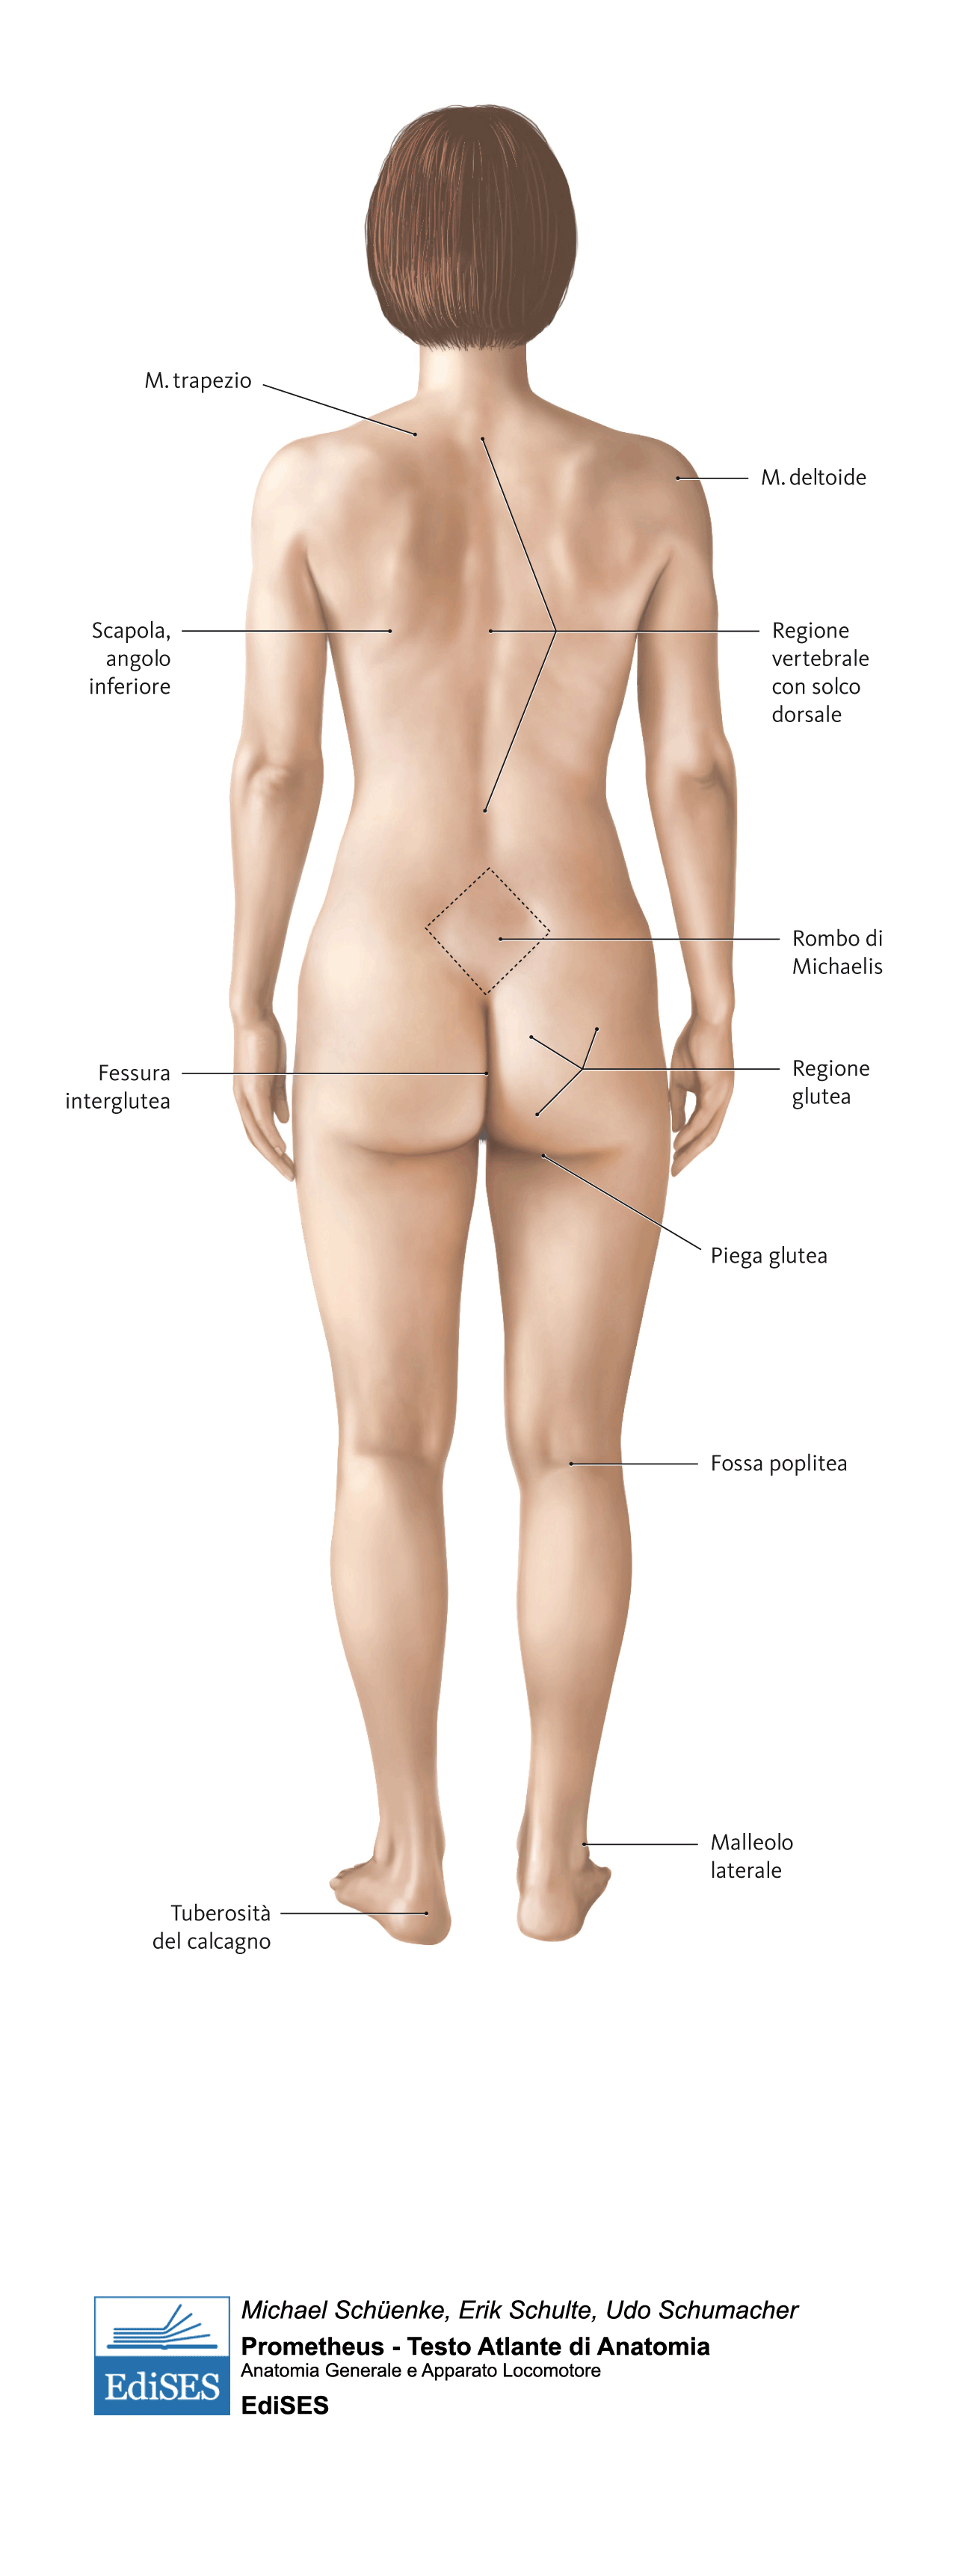 M. trapezio
M. deltoide
Scapola,
angolo
inferiore
Regione
vertebrale
con solco
dorsale
Rombo di
Michaelis
Fessura
interglutea
Regione
glutea
Piega glutea
Fossa poplitea
Malleolo
laterale
Tuberosità
del calcagno
EdiSES
Michael Schüenke, Erik Schulte, Udo Schumacher
Prometheus - Testo Atlante di Anatomia
Anatomia Generale e Apparato Locomotore
EdiSES